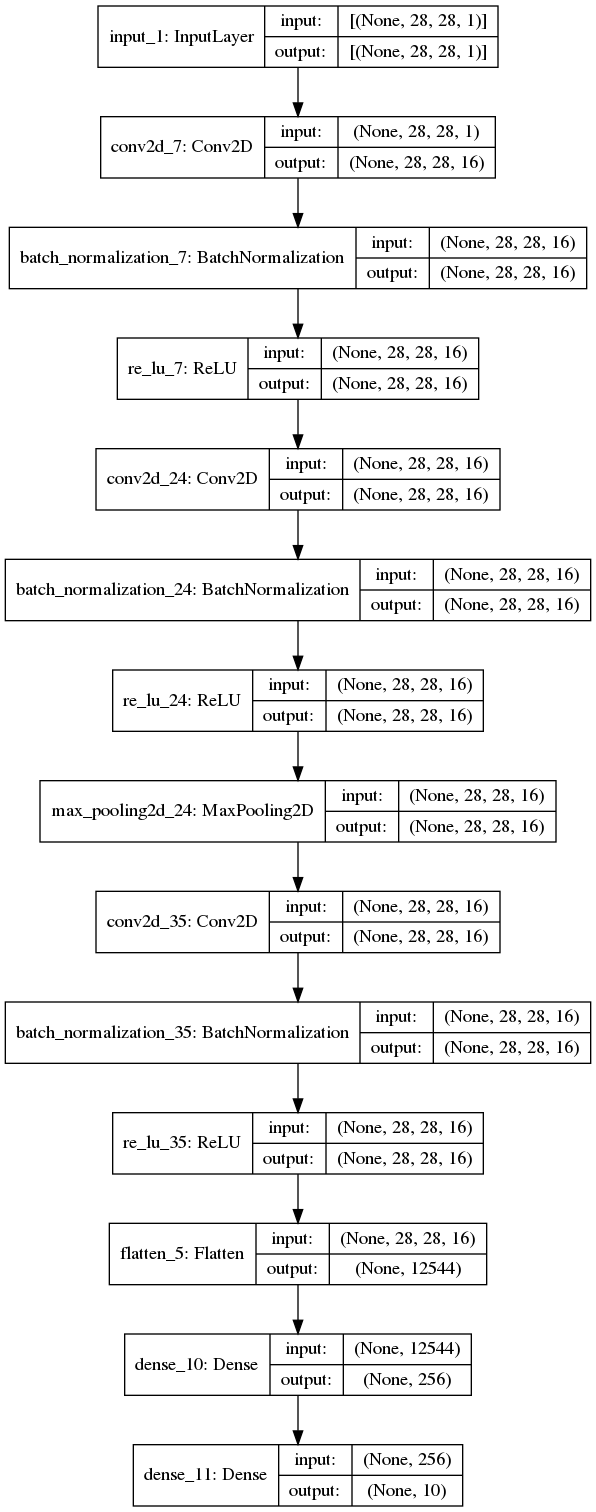 input_1: InputLayer
input: [(None, 28, 28, 1)]
output: [(None, 28, 28, 1)]
conv2d_7: Conv2D
input: (None, 28, 28, 1)
output: (None, 28, 28, 16)
batch_normalization_7: BatchNormalization
input: (None, 28, 28, 16)
output: (None, 28, 28, 16)
re_lu_7: ReLU
input: (None, 28, 28, 16)
output: (None, 28, 28, 16)
conv2d_24: Conv2D
input: (None, 28, 28, 16)
output: (None, 28, 28, 16)
batch_normalization_24: BatchNormalization
input: (None, 28, 28, 16)
output: (None, 28, 28, 16)
re_lu_24: ReLU
input: (None, 28, 28, 16)
output: (None, 28, 28, 16)
max_pooling2d_24: MaxPooling2D
input: (None, 28, 28, 16)
output: (None, 28, 28, 16)
conv2d_35: Conv2D
input: (None, 28, 28, 16)
output: (None, 28, 28, 16)
batch_normalization_35: BatchNormalization
input: (None, 28, 28, 16)
output: (None, 28, 28, 16)
re_lu_35: ReLU
input: (None, 28, 28, 16)
output: (None, 28, 28, 16)
flatten_5: Flatten
input: (None, 28, 28, 16)
output: (None, 12544)
dense_10: Dense
input: (None, 12544)
output: (None, 256)
dense_11: Dense
input: (None, 256)
output: (None, 10)